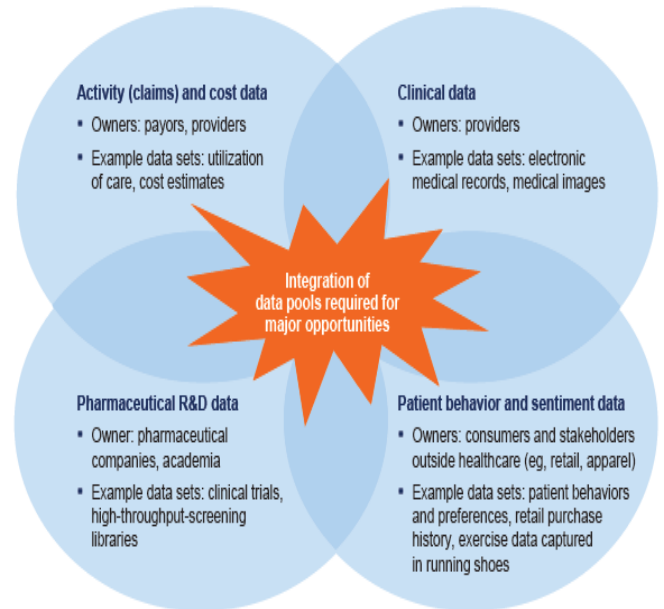 Activity (claims) and cost data
• Owners: payors, providers
• Example data sets: utilization
of care, cost estimates
Clinical data
• Owners: providers
• Example data sets: electronic
medical records, medical images
Integration of
data pools required for
major opportunities
Pharmaceutical R&D data
• Owner: pharmaceutical
companies, academia
• Example data sets: clinical trials,
high-throughput-screening
libraries
Patient behavior and sentiment data
• Owners: consumers and stakeholders
outside healthcare (eg, retail, apparel)
• Example data sets: patient behaviors
and preferences, retail purchase
history, exercise data captured
in running shoes